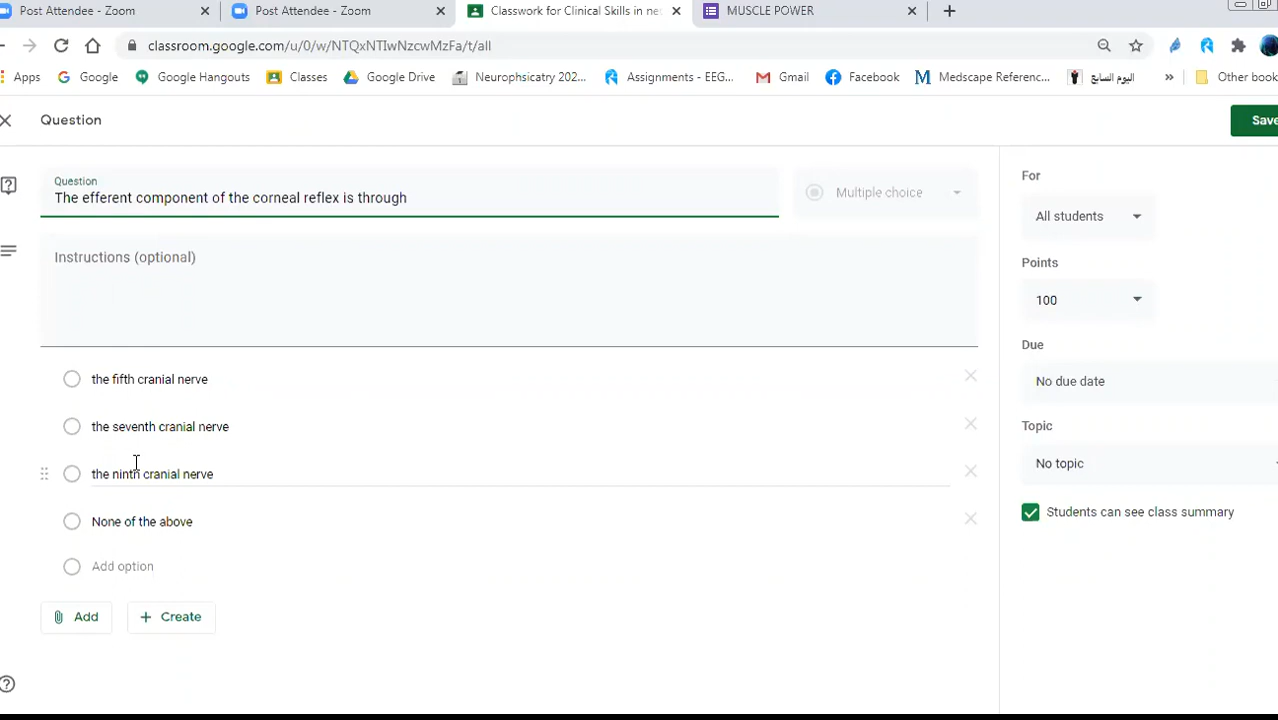 Post Attendee - Zoom
Post Attendee - Zoom
Classwork for Clinical Skills in ne
MUSCLE POWER
classroom.google.com/u/0/w/NTQxNTIwNzcwMzFa/t/all
Apps
Google
Google Hangouts
Classes
Google Drive
Neurophsicatry 202...
Assignments - EEG...
Gmail
Facebook
Medscape Referenc...
اليوم السابع
»
Other book
Question
Save
Question
The efferent component of the corneal reflex is through
Multiple choice
Instructions (optional)
the fifth cranial nerve
the seventh cranial nerve
the ninth cranial nerve
None of the above
Add option
Add
+ Create
For
All students
Points
100
Due
No due date
Topic
No topic
Students can see class summary